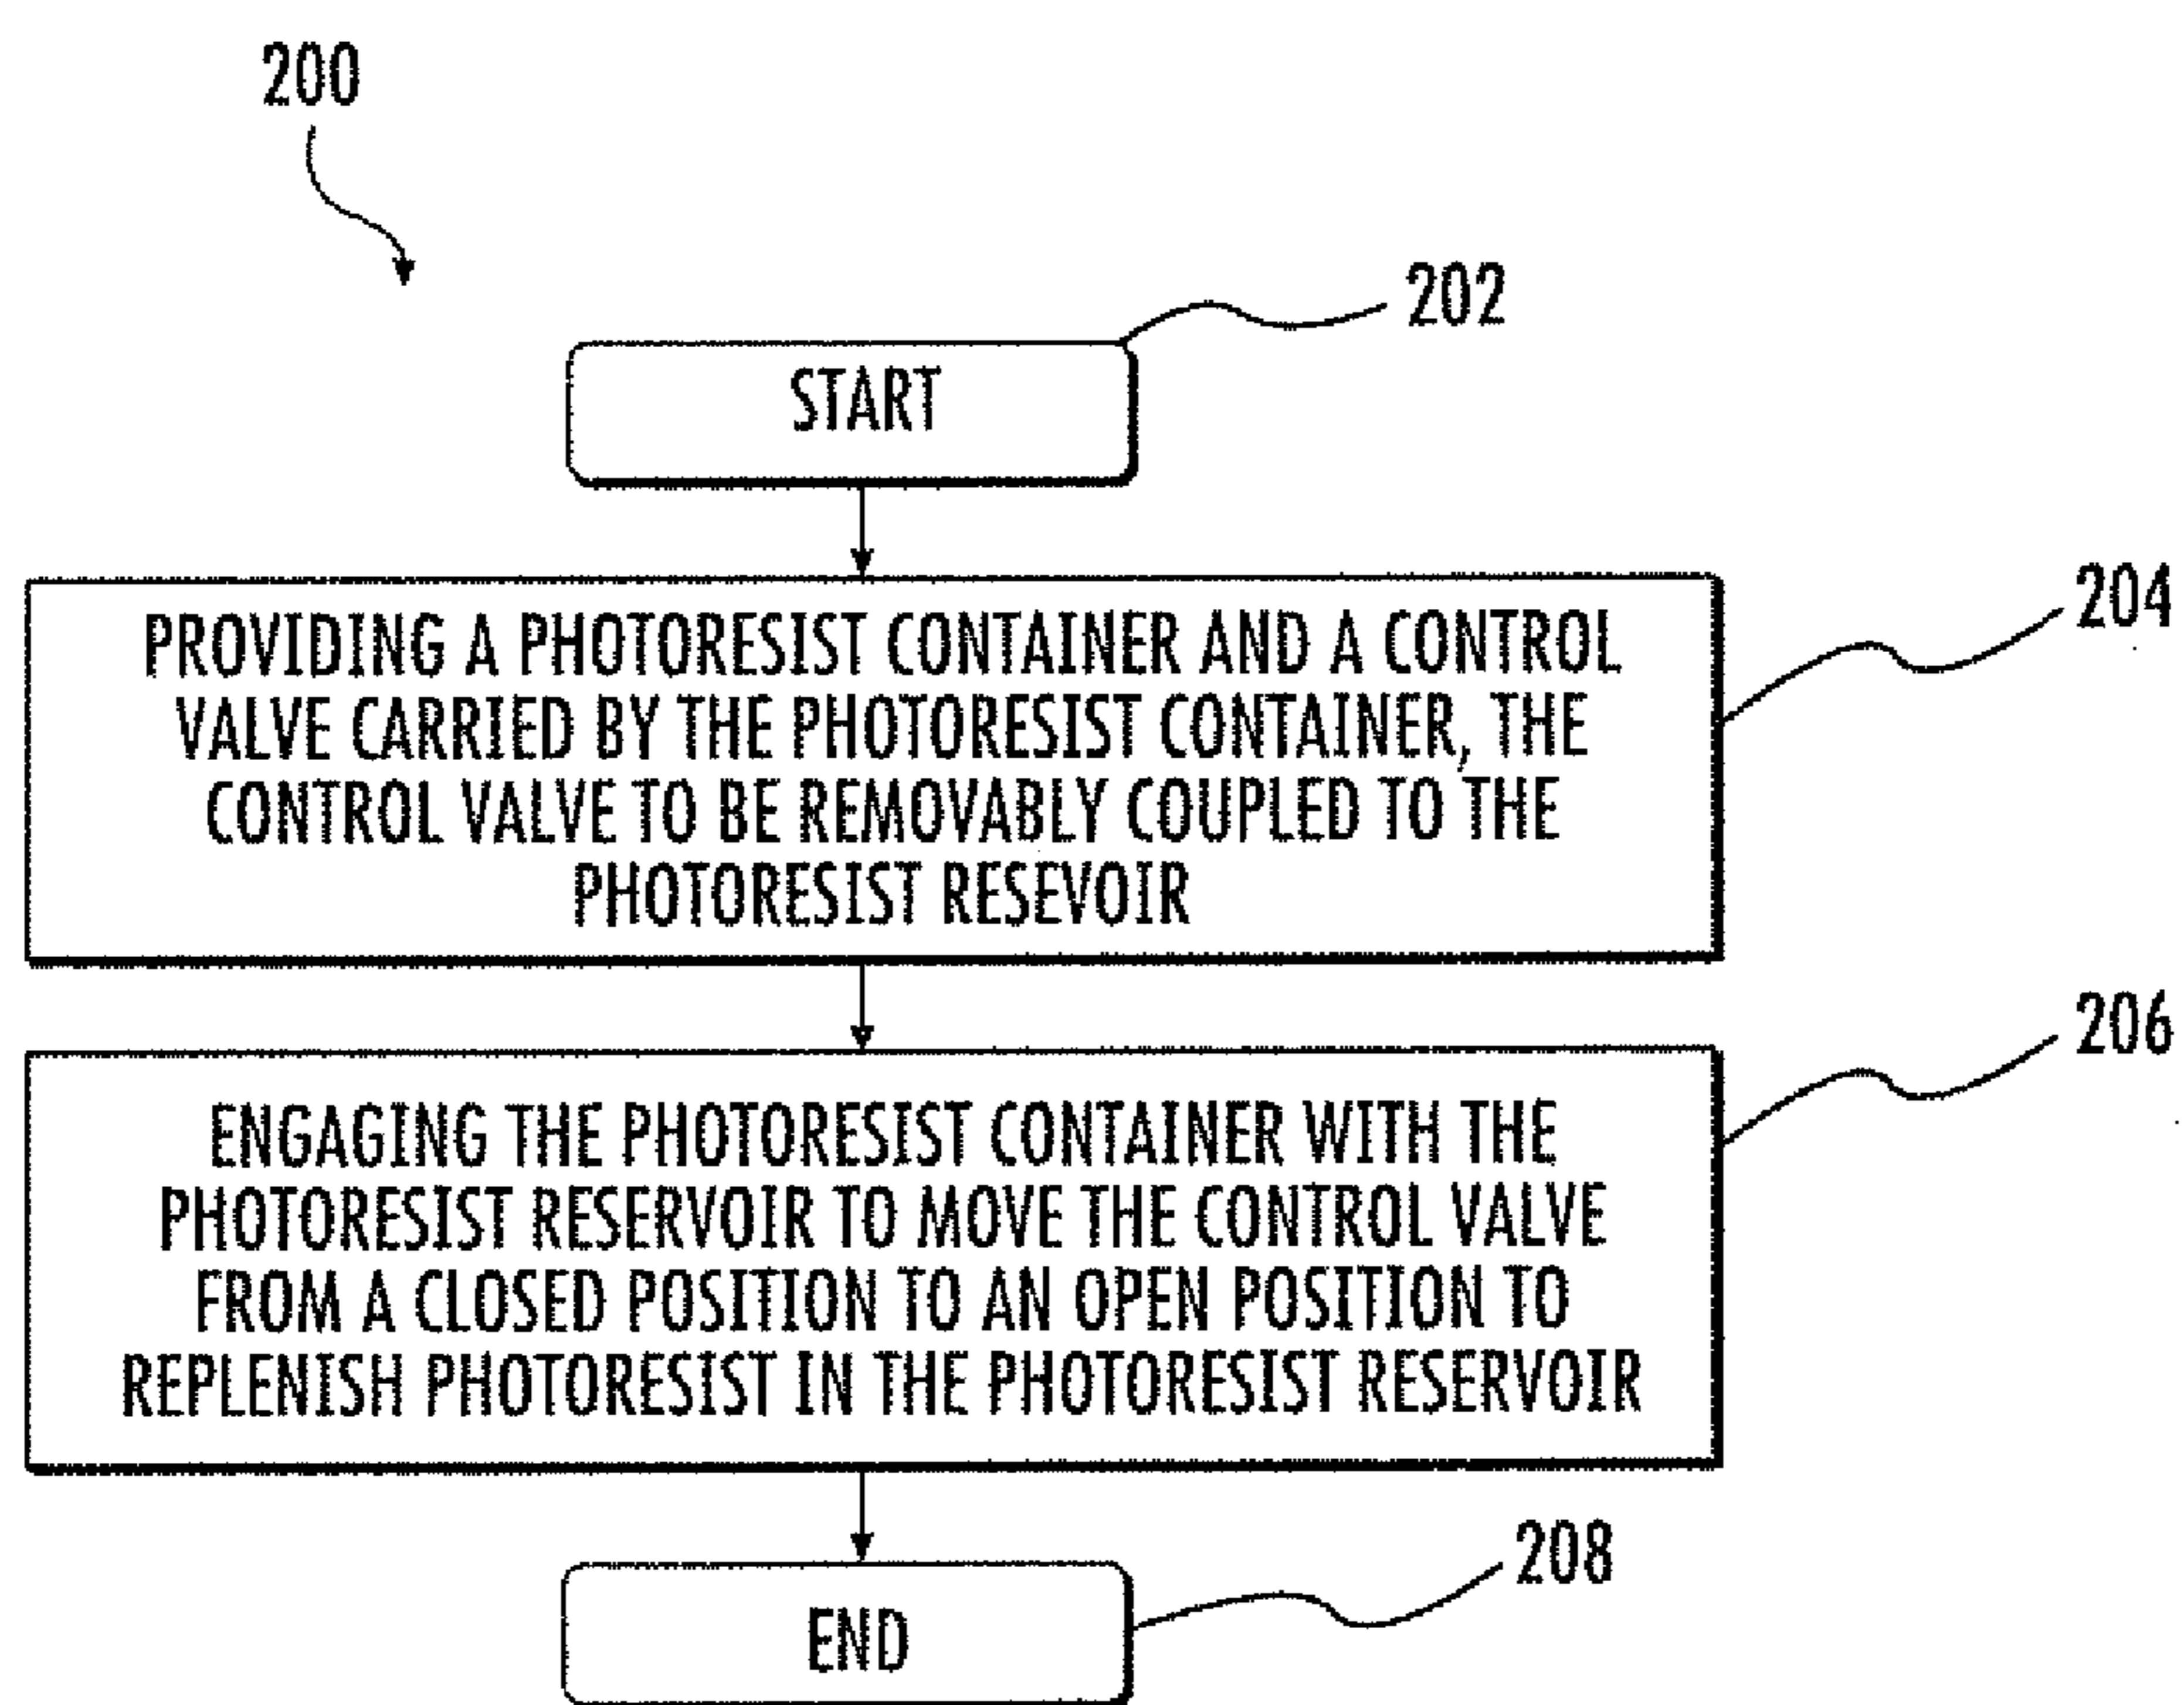 200
202
START
204
PROVIDING A PHOTORESIST CONTAINER AND A CONTROL
VALVE CARRIED BY THE PHOTORESIST CONTAINER, THE
CONTROL VALVE TO BE REMOVABLY COUPLED TO THE
PHOTORESIST RESEVOIR
206
ENGAGING THE PHOTORESIST CONTAINER WITH THE
PHOTORESIST RESERVOIR TO MOVE THE CONTROL VALVE
FROM A CLOSED POSITION TO AN OPEN POSITION TO
REPLENISH PHOTORESIST IN THE PHOTORESIST RESERVOIR
208
END